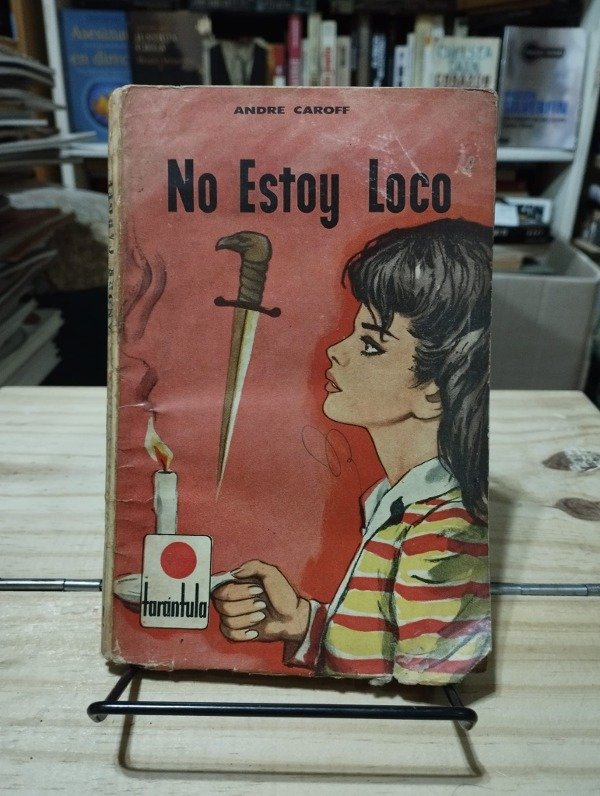 ANDRE CAROFF
No Estoy Loco
tarántula